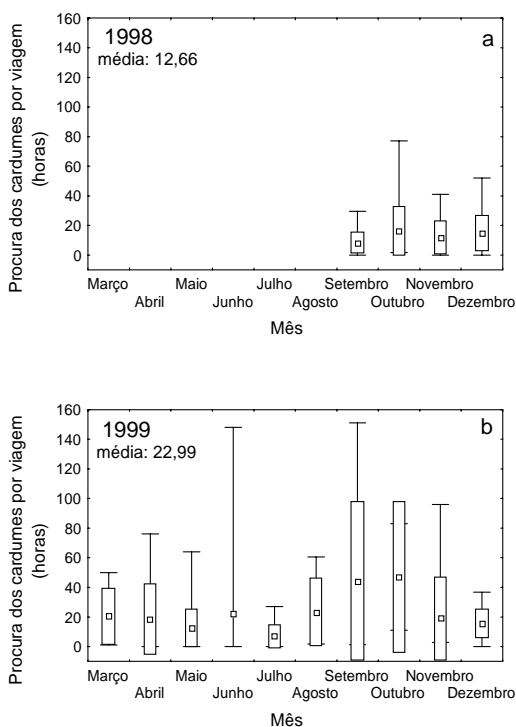 1998
média: 12,66
a
Procura dos cardumes por viagem
(horas)
160
140
120
100
80
60
40
20
0
Março
Abril
Maio
Junho
Julho
Agosto
Setembro
Outubro
Novembro
Dezembro
Mês
1999
média: 22,99
b
Procura dos cardumes por viagem
(horas)
160
140
120
100
80
60
40
20
0
Março
Abril
Maio
Junho
Julho
Agosto
Setembro
Outubro
Novembro
Dezembro
Mês